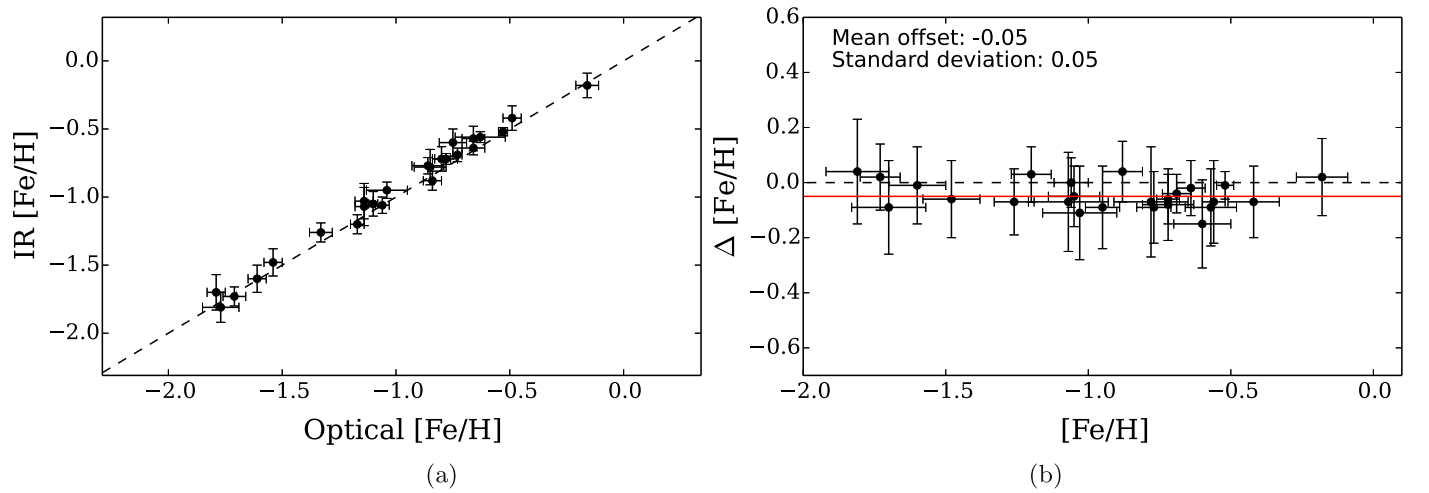 0.0
−0.5
−1.0
−1.5
−2.0
IR [Fe/H]
−2.0 −1.5 −1.0 −0.5 0.0
Optical [Fe/H]
(a)
Mean offset: -0.05
Standard deviation: 0.05
0.6
0.4
0.2
0.0
−0.2
−0.4
−0.6
Δ [Fe/H]
−2.0 −1.5 −1.0 −0.5 0.0
[Fe/H]
(b)